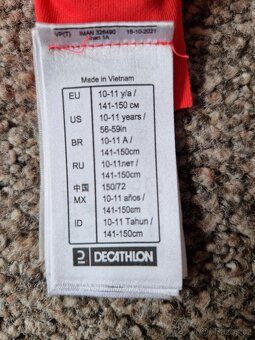 VP(T) IMAN 326490 16-10-2021
Made in Vietnam
EU 10-11 y/a / 141-150 см
US 10-11 years / 56-59in
BR 10-11 A / 141-150cm
RU 10-11лет / 141-150cm
中国 150/72
MX 10-11 años / 141-150cm
ID 10-11 Tahun / 141-150cm
DECATHLON